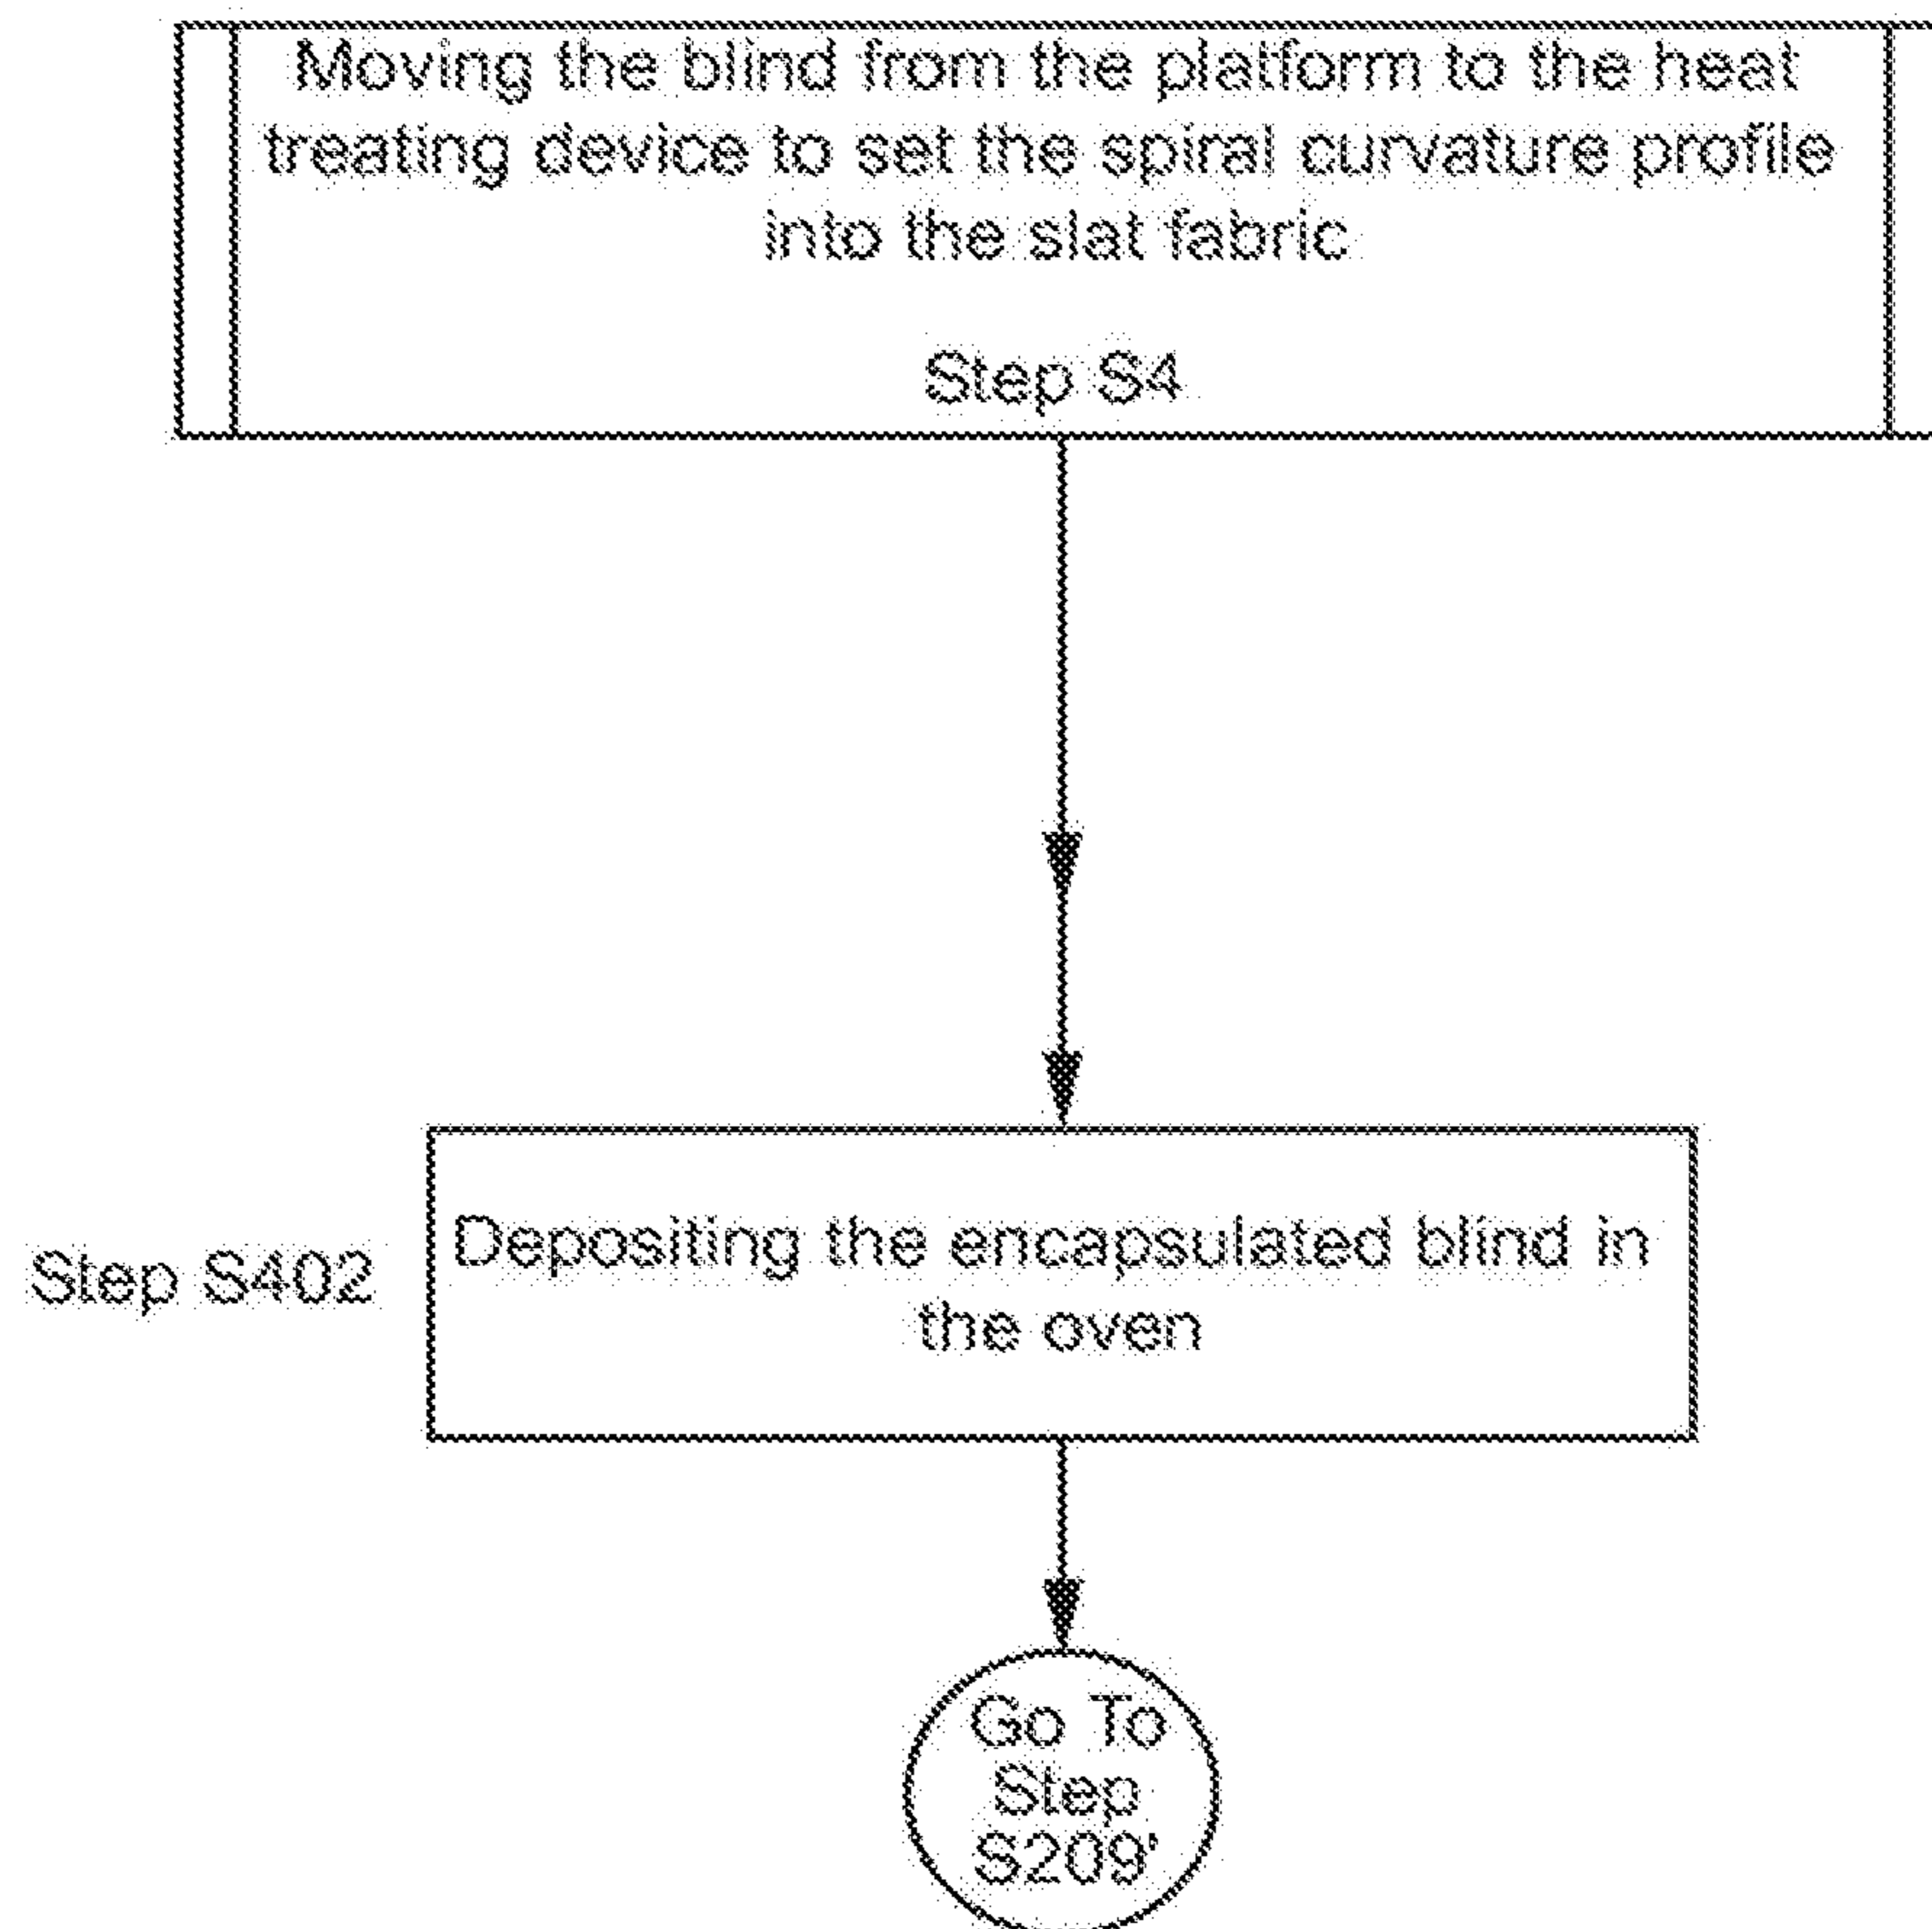 Moving the blind from the platform to the heat
treating device to set the spiral curvature profile
into the slat fabric
Step S4
Step S402
Depositing the encapsulated blind in
the oven
Go To
Step
S209'